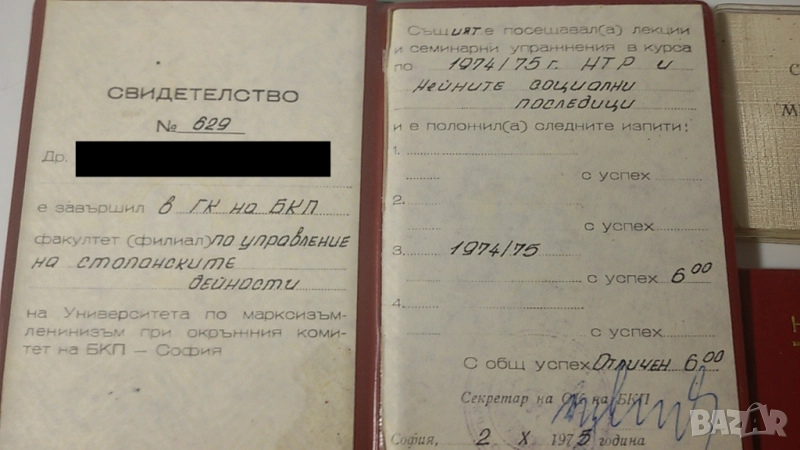 СВИДЕТЕЛСТВО
№ 629
Др.
е завършил в ГК на БКП
факултет (филиал) по управление
на стопанските
дейности
на Университета по марксизъм-
ленинизъм при окръжния коми-
тет на БКП — София
Същият е посещавал(а) лекции
и семинарни упражнения в курса
по 1974/75 г. НТР и
нейните социални
последици
и е положил(а) следните изпити:
1.
с успех
2.
с успех
3. 1974/75
с успех 6 00
4.
с успех
С общ успех Отличен 6 00
Секретар на ОК на БКП
София, 2 X 1975 година
С
М
Н
BAZAR